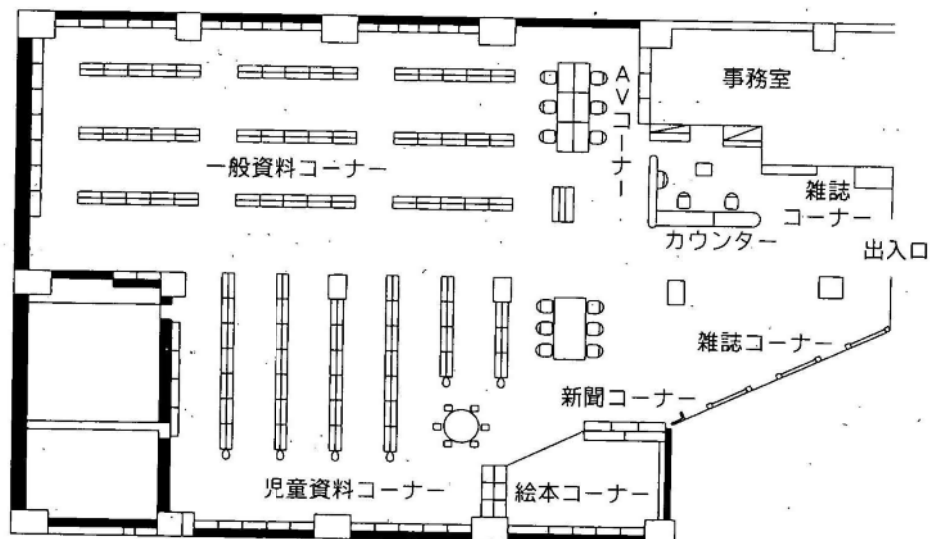 事務室
AVコーナー
一般資料コーナー
雑誌
コーナー
カウンター
出入口
雑誌コーナー
新聞コーナー
児童資料コーナー
絵本コーナー